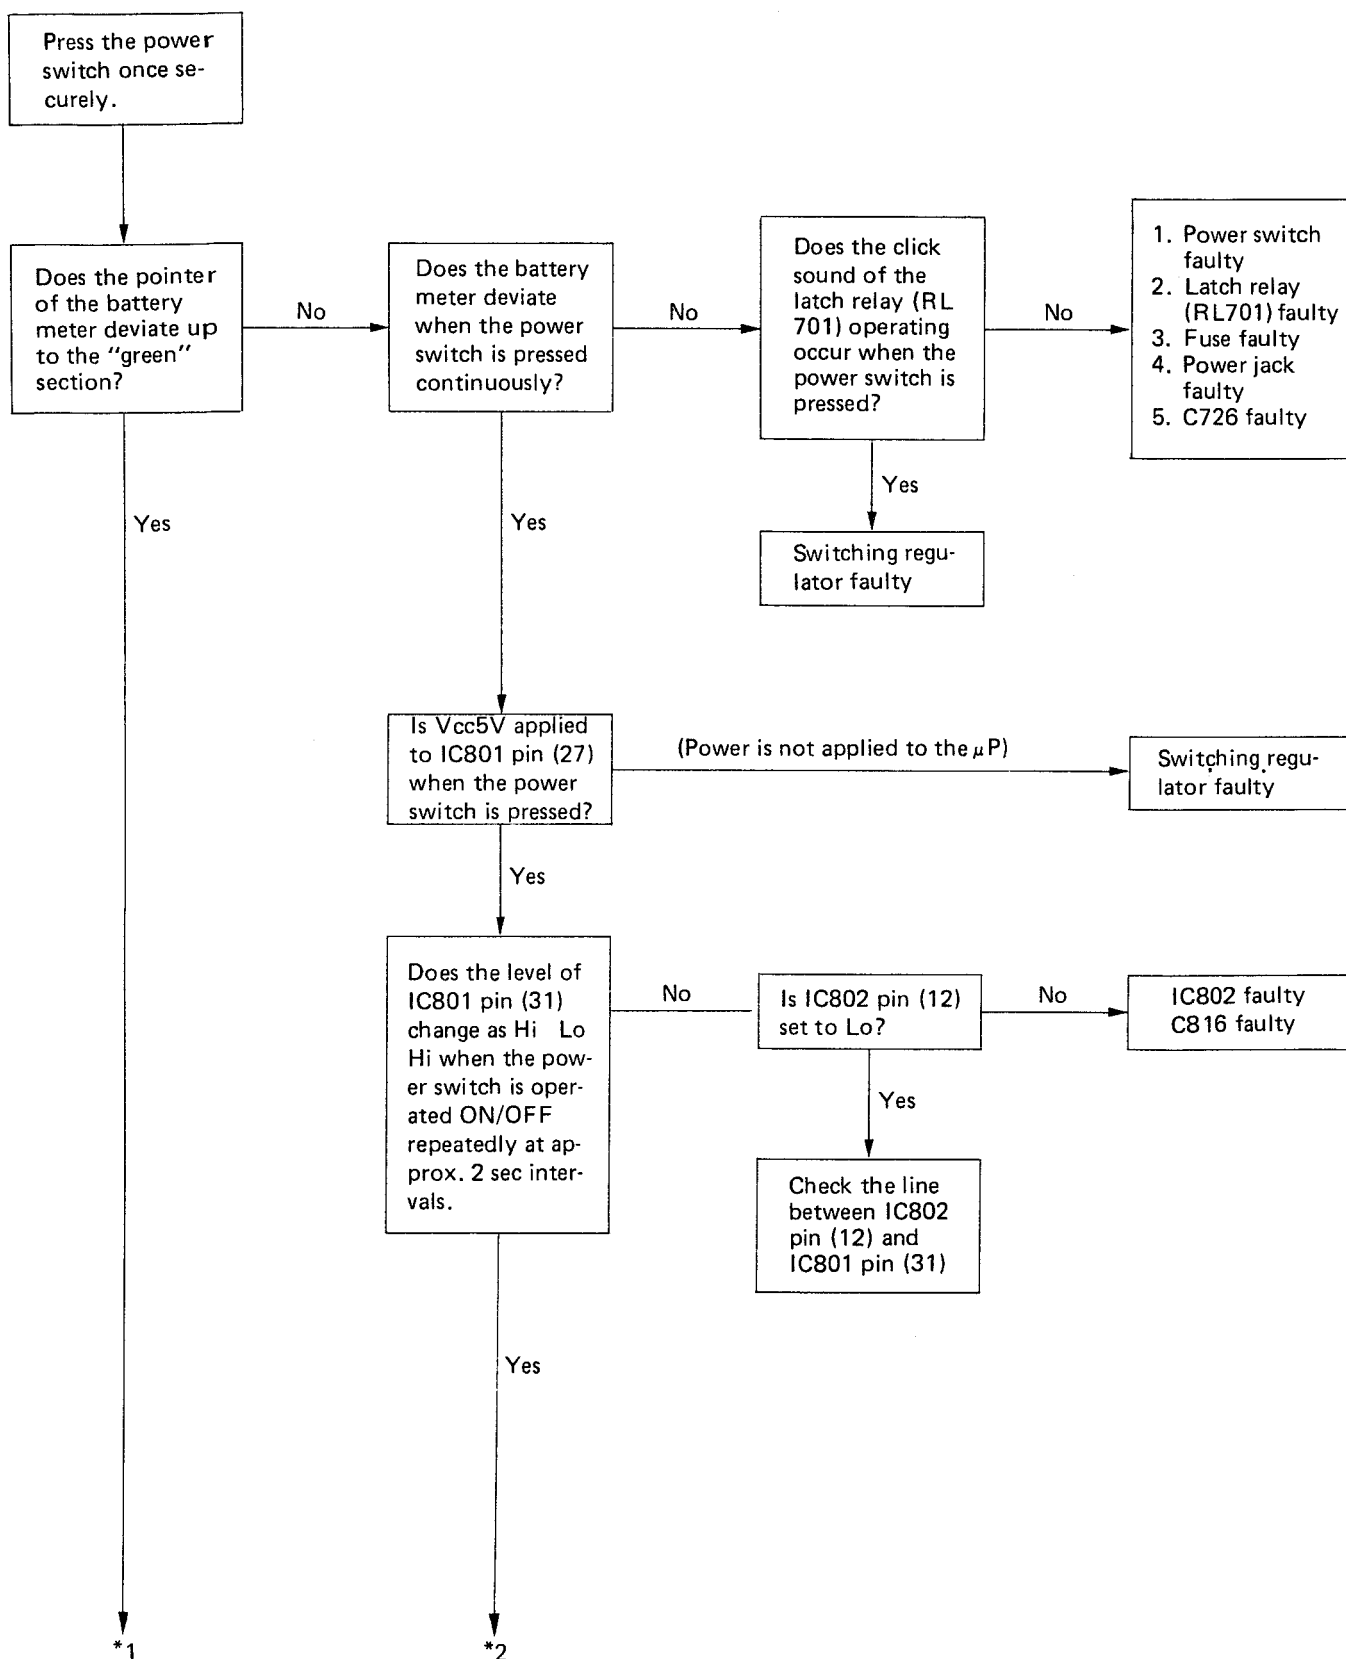 Press the power
switch once se-
curely.
Does the pointer
of the battery
meter deviate up
to the "green"
section?
No
Does the battery
meter deviate
when the power
switch is pressed
continuously?
No
Does the click
sound of the
latch relay (RL
701) operating
occur when the
power switch is
pressed?
No
1. Power switch
faulty
2. Latch relay
(RL701) faulty
3. Fuse faulty
4. Power jack
faulty
5. C726 faulty
Yes
Yes
Yes
Switching regu-
lator faulty
Is Vcc5V applied
to IC801 pin (27)
when the power
switch is pressed?
(Power is not applied to the μP)
Switching regu-
lator faulty
Yes
Does the level of
IC801 pin (31)
change as Hi Lo
Hi when the pow-
er switch is oper-
ated ON/OFF
repeatedly at ap-
prox. 2 sec inter-
vals.
No
Is IC802 pin (12)
set to Lo?
No
IC802 faulty
C816 faulty
Yes
Check the line
between IC802
pin (12) and
IC801 pin (31)
Yes
*1
*2